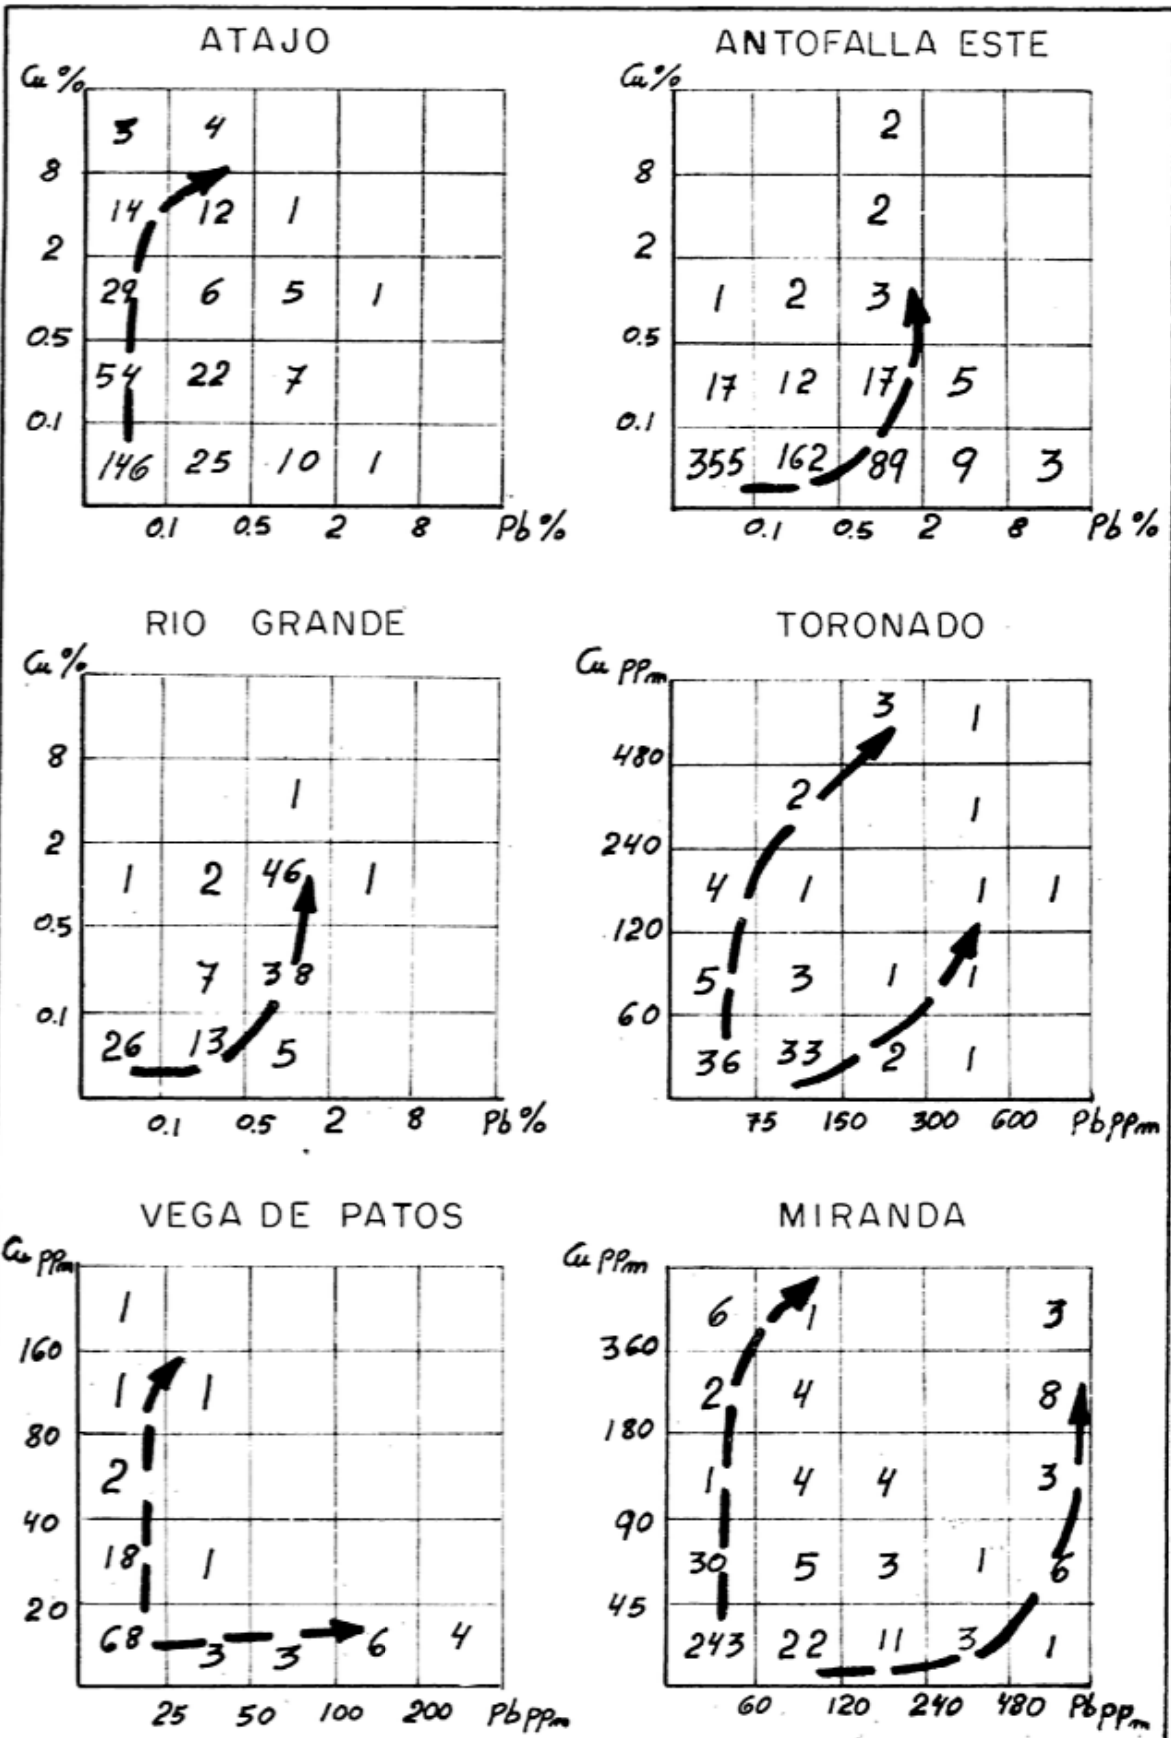 ATAJO
Cu %
3 4
8
14 12 1
2
29 6 5 1
0.5
54 22 7
0.1
146 25 10 1
0.1 0.5 2 8 Pb %
ANTOFALLA ESTE
Cu %
2
8
2
2
1 2 3
0.5
17 12 17 5
0.1
355 162 89 9 3
0.1 0.5 2 8 Pb %
RIO GRANDE
Cu %
8
1
2
1 2 46 1
0.5
7 38
0.1
26 13 5
0.1 0.5 2 8 Pb %
TORONADO
Cu ppm
3 1
480
2 1
240
4 1 1 1
120
5 3 1 1
60
36 33 2 1
75 150 300 600 Pb ppm
VEGA DE PATOS
Cu ppm
1
160
1 1
80
2
40
18 1
20
68 3 3 6 4
25 50 100 200 Pb ppm
MIRANDA
Cu ppm
6 1 3
360
2 4 8
180
1 4 4 3
90
30 5 3 1 6
45
243 22 11 3 1
60 120 240 480 Pb ppm